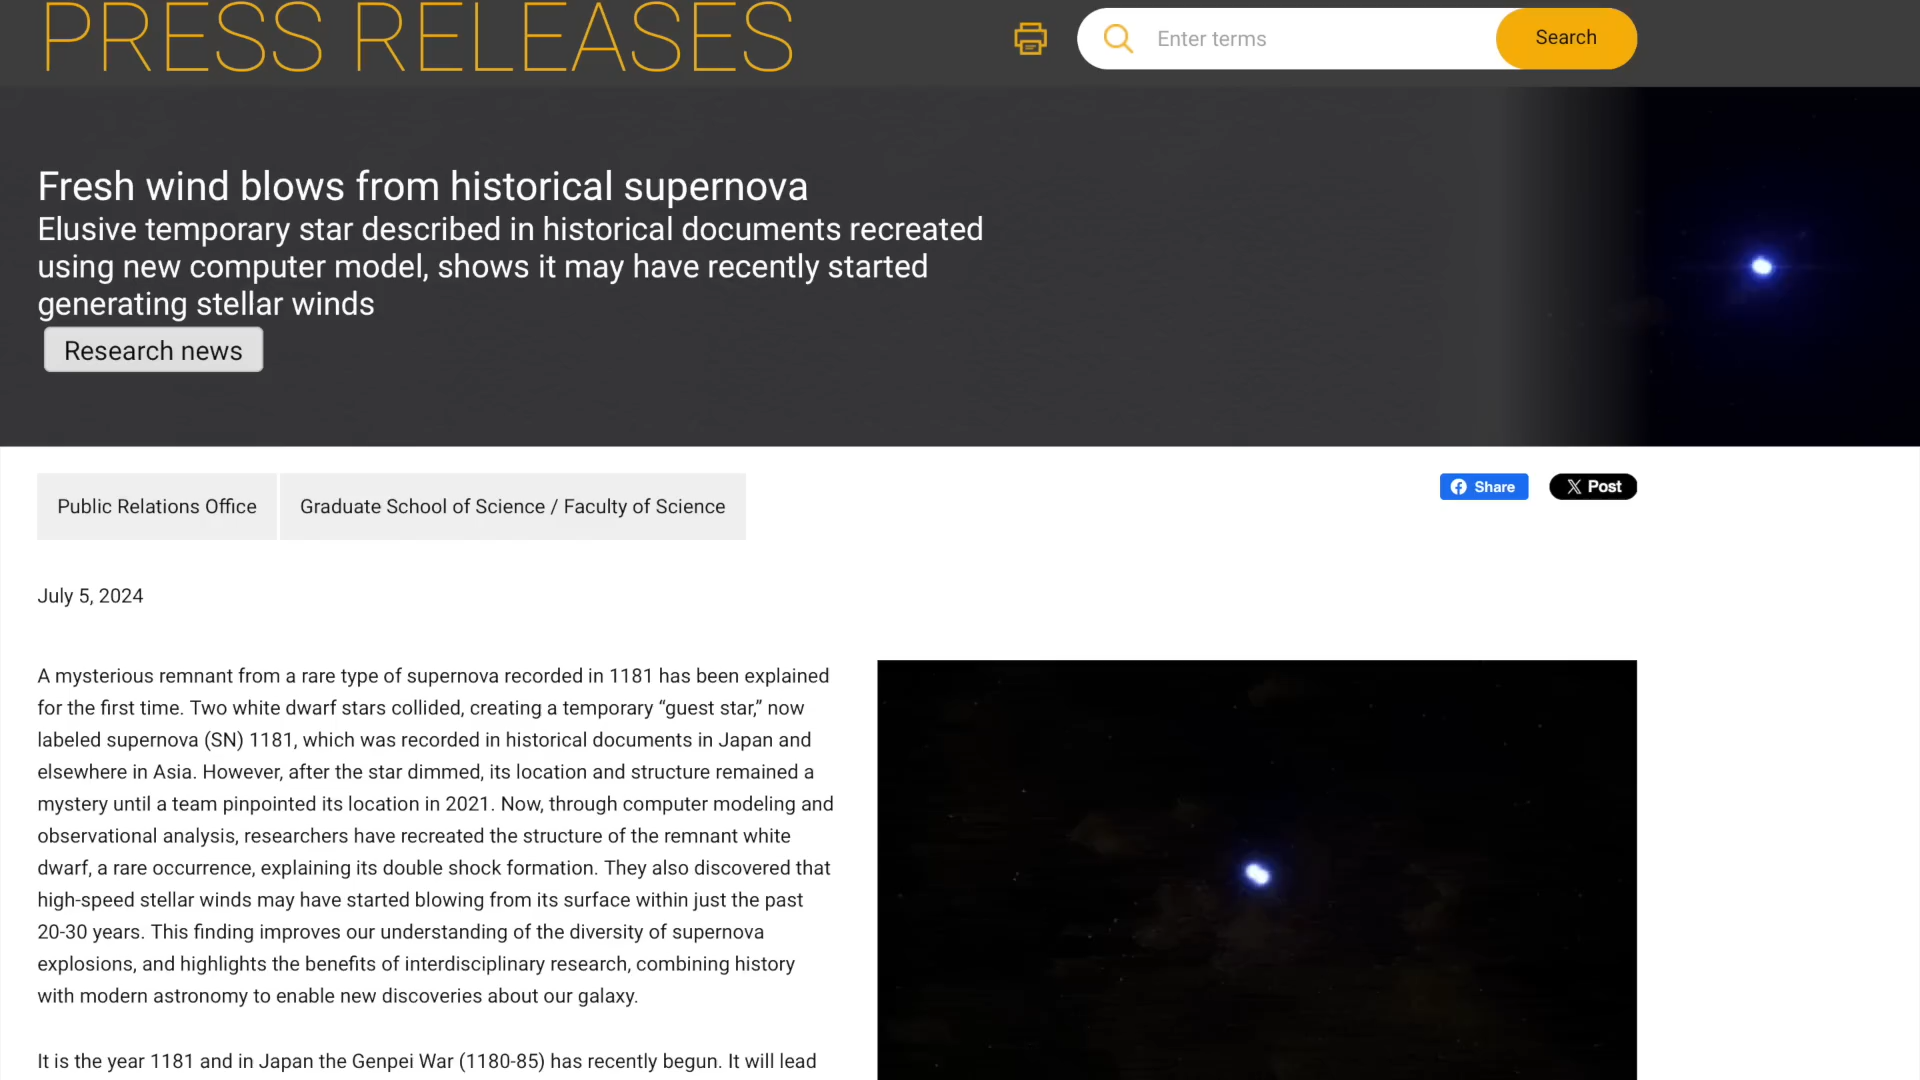 PRESS RELEASES
Enter terms
Search
Fresh wind blows from historical supernova
Elusive temporary star described in historical documents recreated
using new computer model, shows it may have recently started
generating stellar winds
Research news
Public Relations Office
Graduate School of Science / Faculty of Science
Share
X Post
July 5, 2024
A mysterious remnant from a rare type of supernova recorded in 1181 has been explained
for the first time. Two white dwarf stars collided, creating a temporary “guest star,” now
labeled supernova (SN) 1181, which was recorded in historical documents in Japan and
elsewhere in Asia. However, after the star dimmed, its location and structure remained a
mystery until a team pinpointed its location in 2021. Now, through computer modeling and
observational analysis, researchers have recreated the structure of the remnant white
dwarf, a rare occurrence, explaining its double shock formation. They also discovered that
high-speed stellar winds may have started blowing from its surface within just the past
20-30 years. This finding improves our understanding of the diversity of supernova
explosions, and highlights the benefits of interdisciplinary research, combining history
with modern astronomy to enable new discoveries about our galaxy.
It is the year 1181 and in Japan the Genpei War (1180-85) has recently begun. It will lead